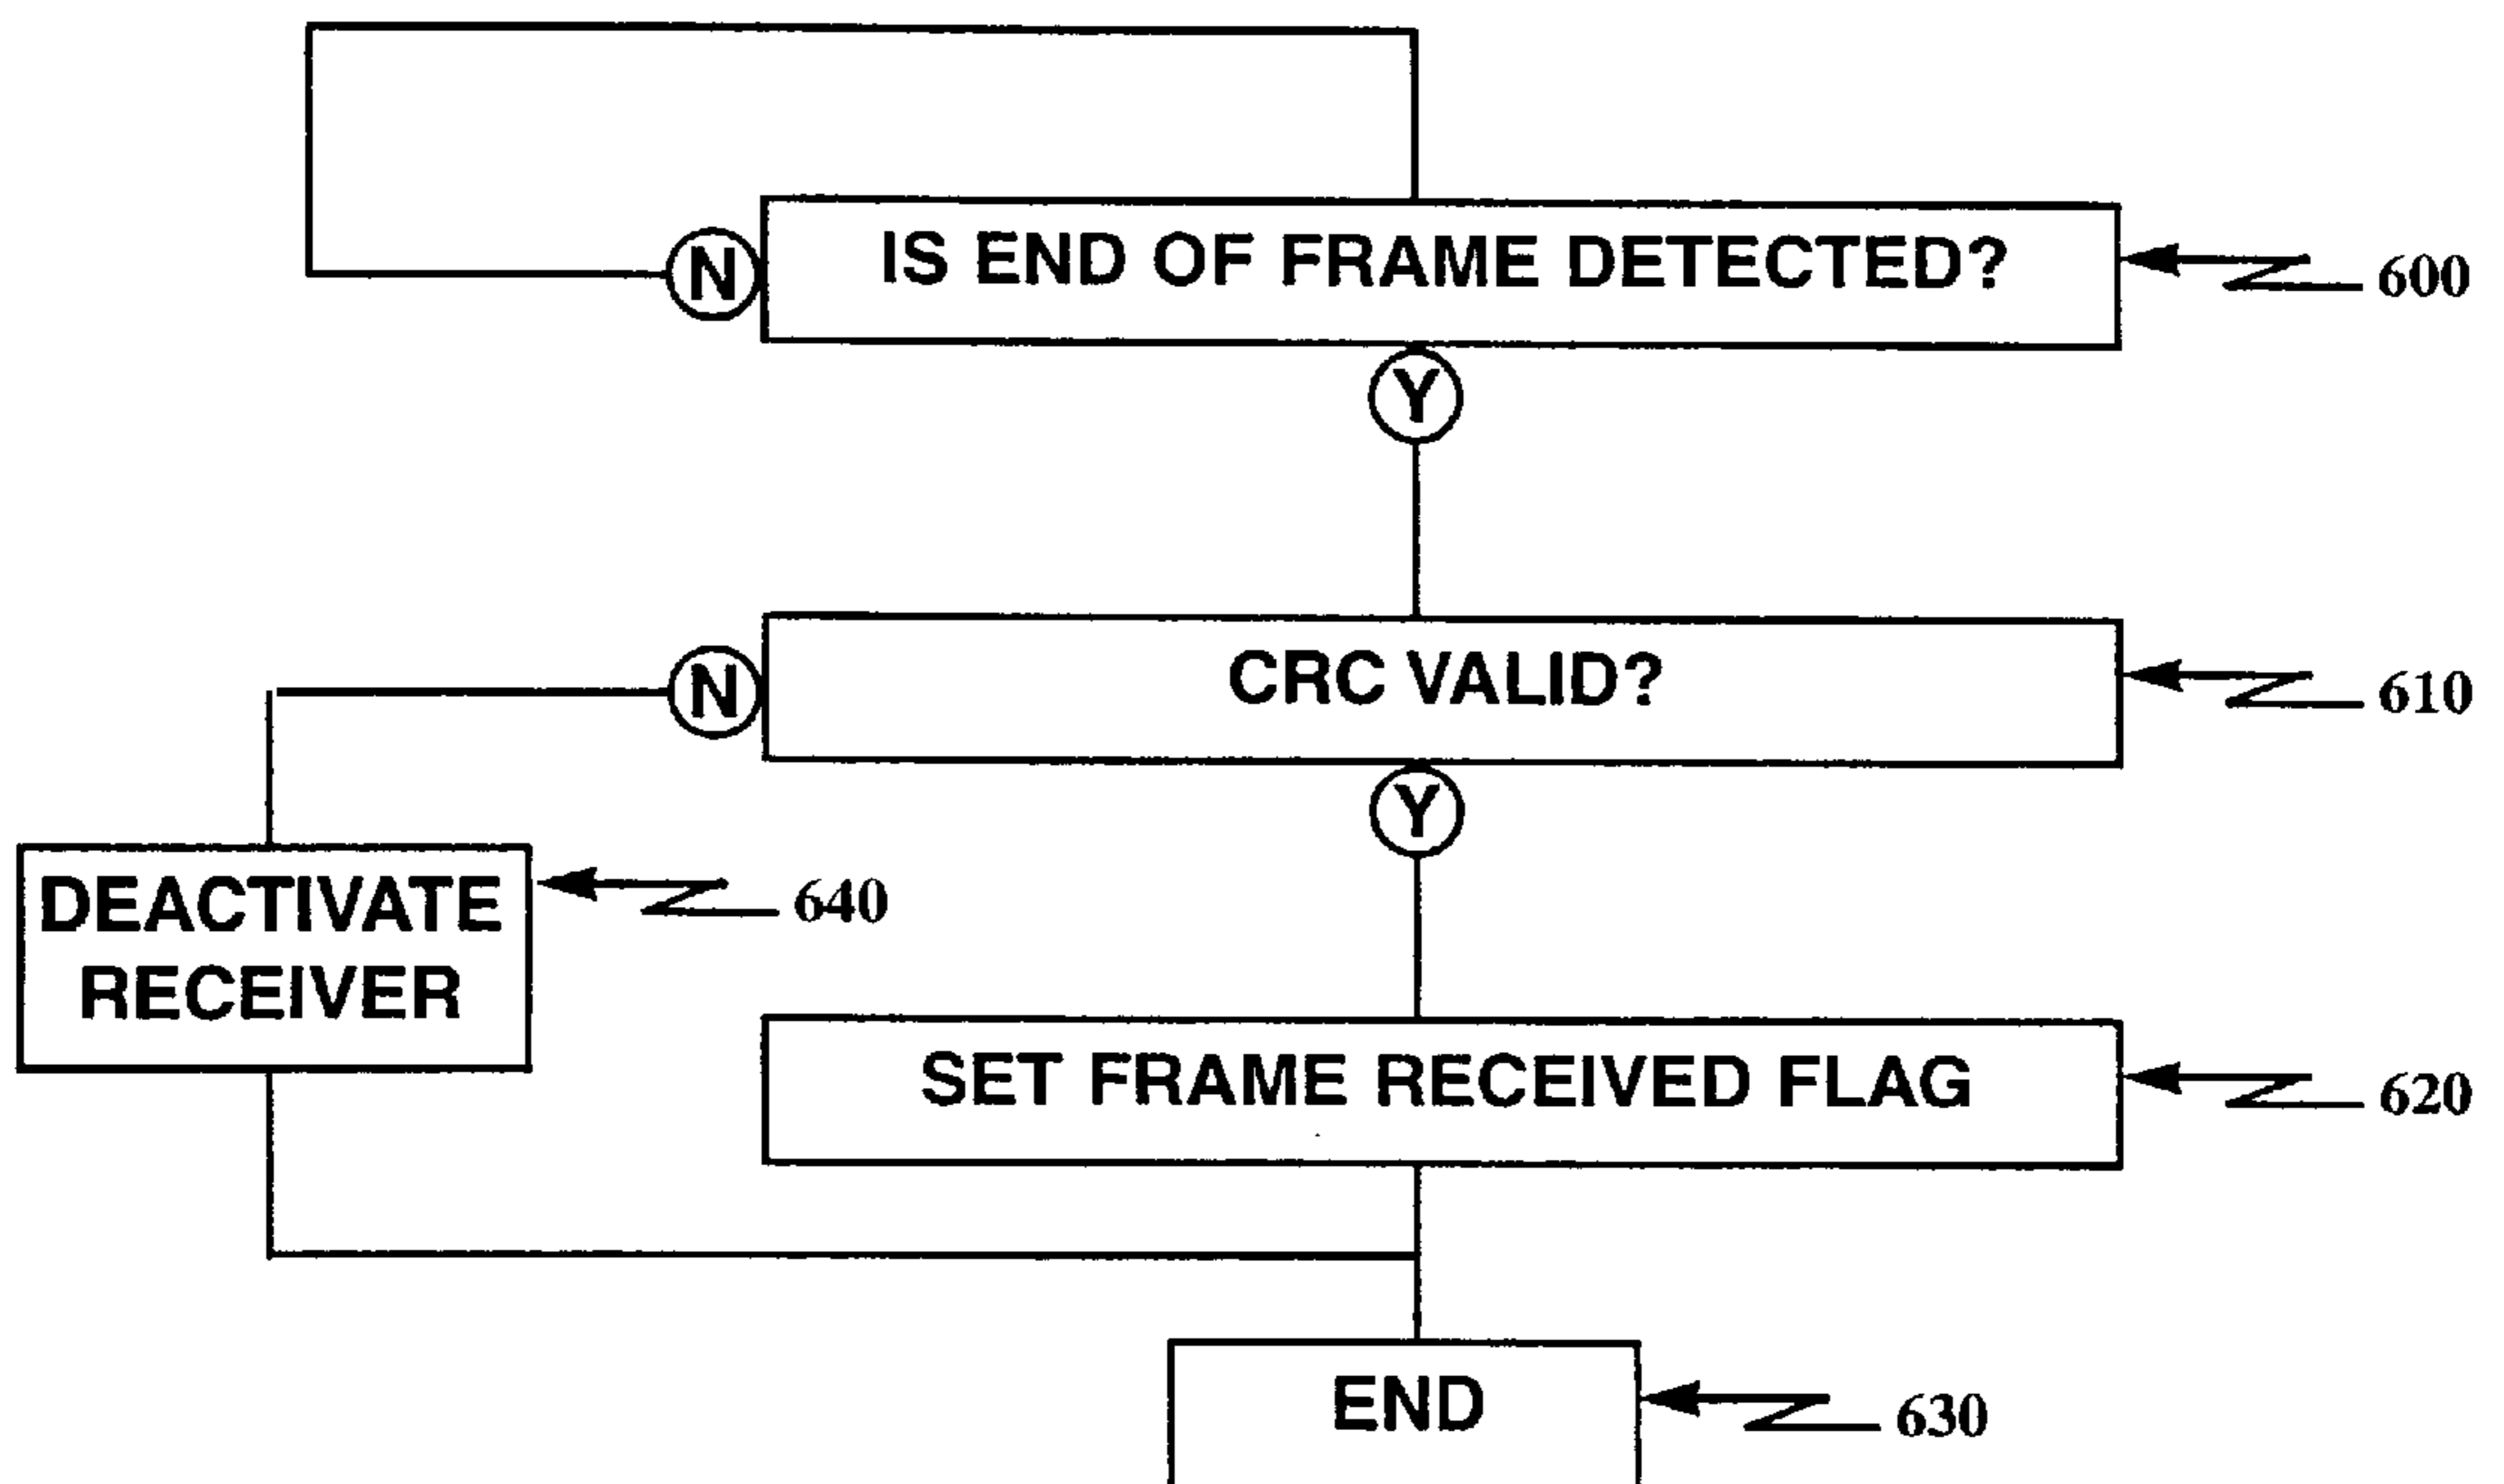 IS END OF FRAME DETECTED?
600
N
Y
CRC VALID?
610
N
Y
DEACTIVATE
RECEIVER
640
SET FRAME RECEIVED FLAG
620
END
630